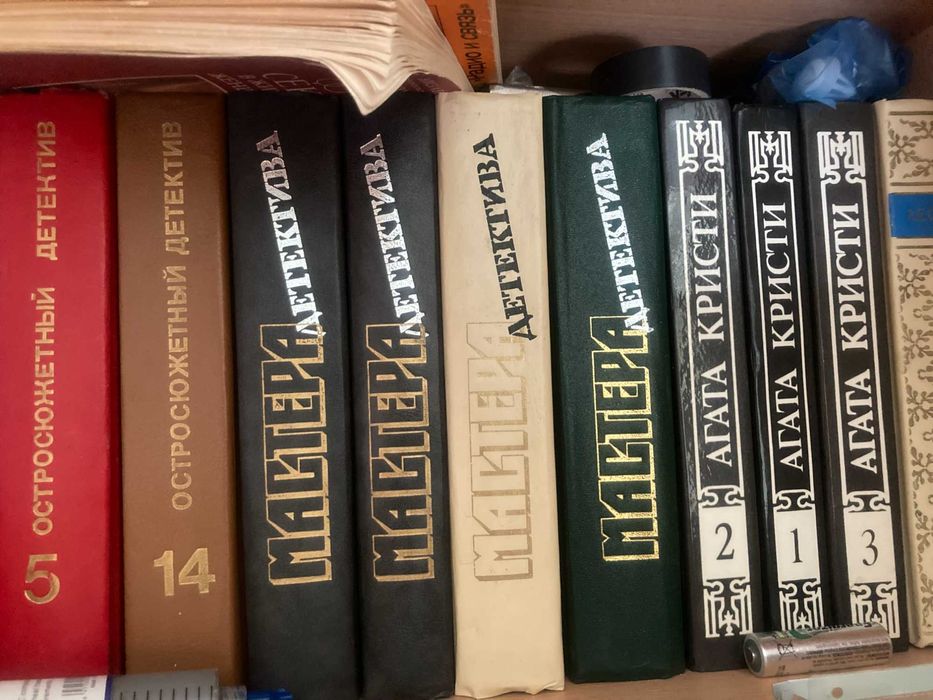 РАДИО И СВЯЗЬ»
5 ОСТРОСЮЖЕТНЫЙ ДЕТЕКТИВ
14 ОСТРОСЮЖЕТНЫЙ ДЕТЕКТИВ
МАСТЕРА ДЕТЕКТИВА
МАСТЕРА ДЕТЕКТИВА
МАСТЕРА ДЕТЕКТИВА
МАСТЕРА ДЕТЕКТИВА
2 АГАТА КРИСТИ
1 АГАТА КРИСТИ
3 АГАТА КРИСТИ